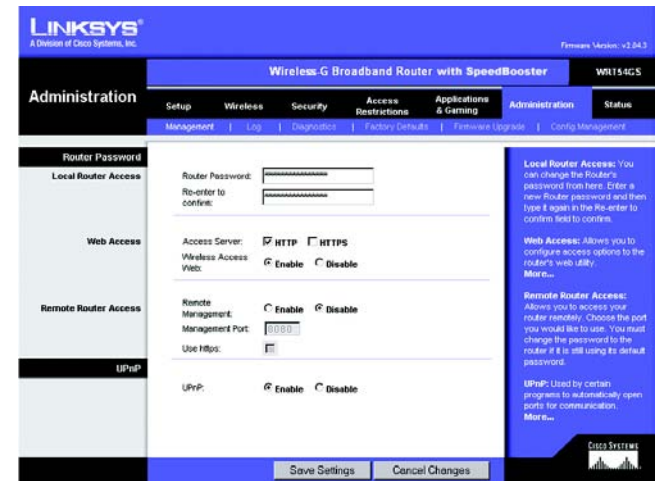 LINKSYS®
A Division of Cisco Systems, Inc.
Firmware Version: v2.04.3
Wireless-G Broadband Router with SpeedBooster WRT54GS
Administration
Setup Wireless Security Access Restrictions Applications & Gaming Administration Status
Management | Log | Diagnostics | Factory Defaults | Firmware Upgrade | Config Management
Router Password
Local Router Access
Router Password:
Re-enter to
confirm:
Web Access
Access Server: HTTP HTTPS
Wireless Access
Web: Enable Disable
Remote Router Access
Remote
Management: Enable Disable
Management Port: 8080
Use https:
UPnP
UPnP: Enable Disable
Local Router Access: You
can change the Router's
password from here. Enter a
new Router password and then
type it again in the Re-enter to
confirm field to confirm.
Web Access: Allows you to
configure access options to the
router's web utility.
More...
Remote Router Access:
Allows you to access your
router remotely. Choose the port
you would like to use. You must
change the password to the
router if it is still using its default
password.
UPnP: Used by certain
programs to automatically open
ports for communication.
More...
Save Settings Cancel Changes
CISCO SYSTEMS